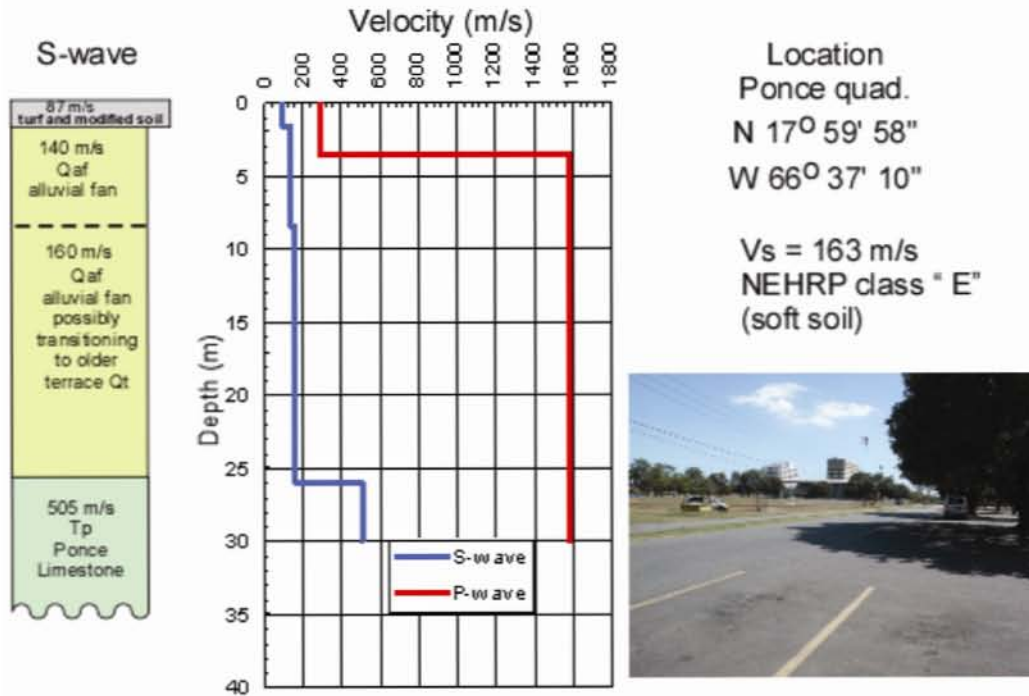 Velocity (m/s)
S-wave
0 200 400 600 800 1000 1200 1400 1600 1800
87 m/s
turf and modified soil
140 m/s
Qaf
alluvial fan
160 m/s
Qaf
alluvial fan
possibly
transitioning
to older
terrace Qt
505 m/s
Tp
Ponce
Limestone
Depth (m)
0
5
10
15
20
25
30
35
40
S-wave
P-wave
Location
Ponce quad.
N 17° 59' 58"
W 66° 37' 10"
Vs = 163 m/s
NEHRP class " E"
(soft soil)